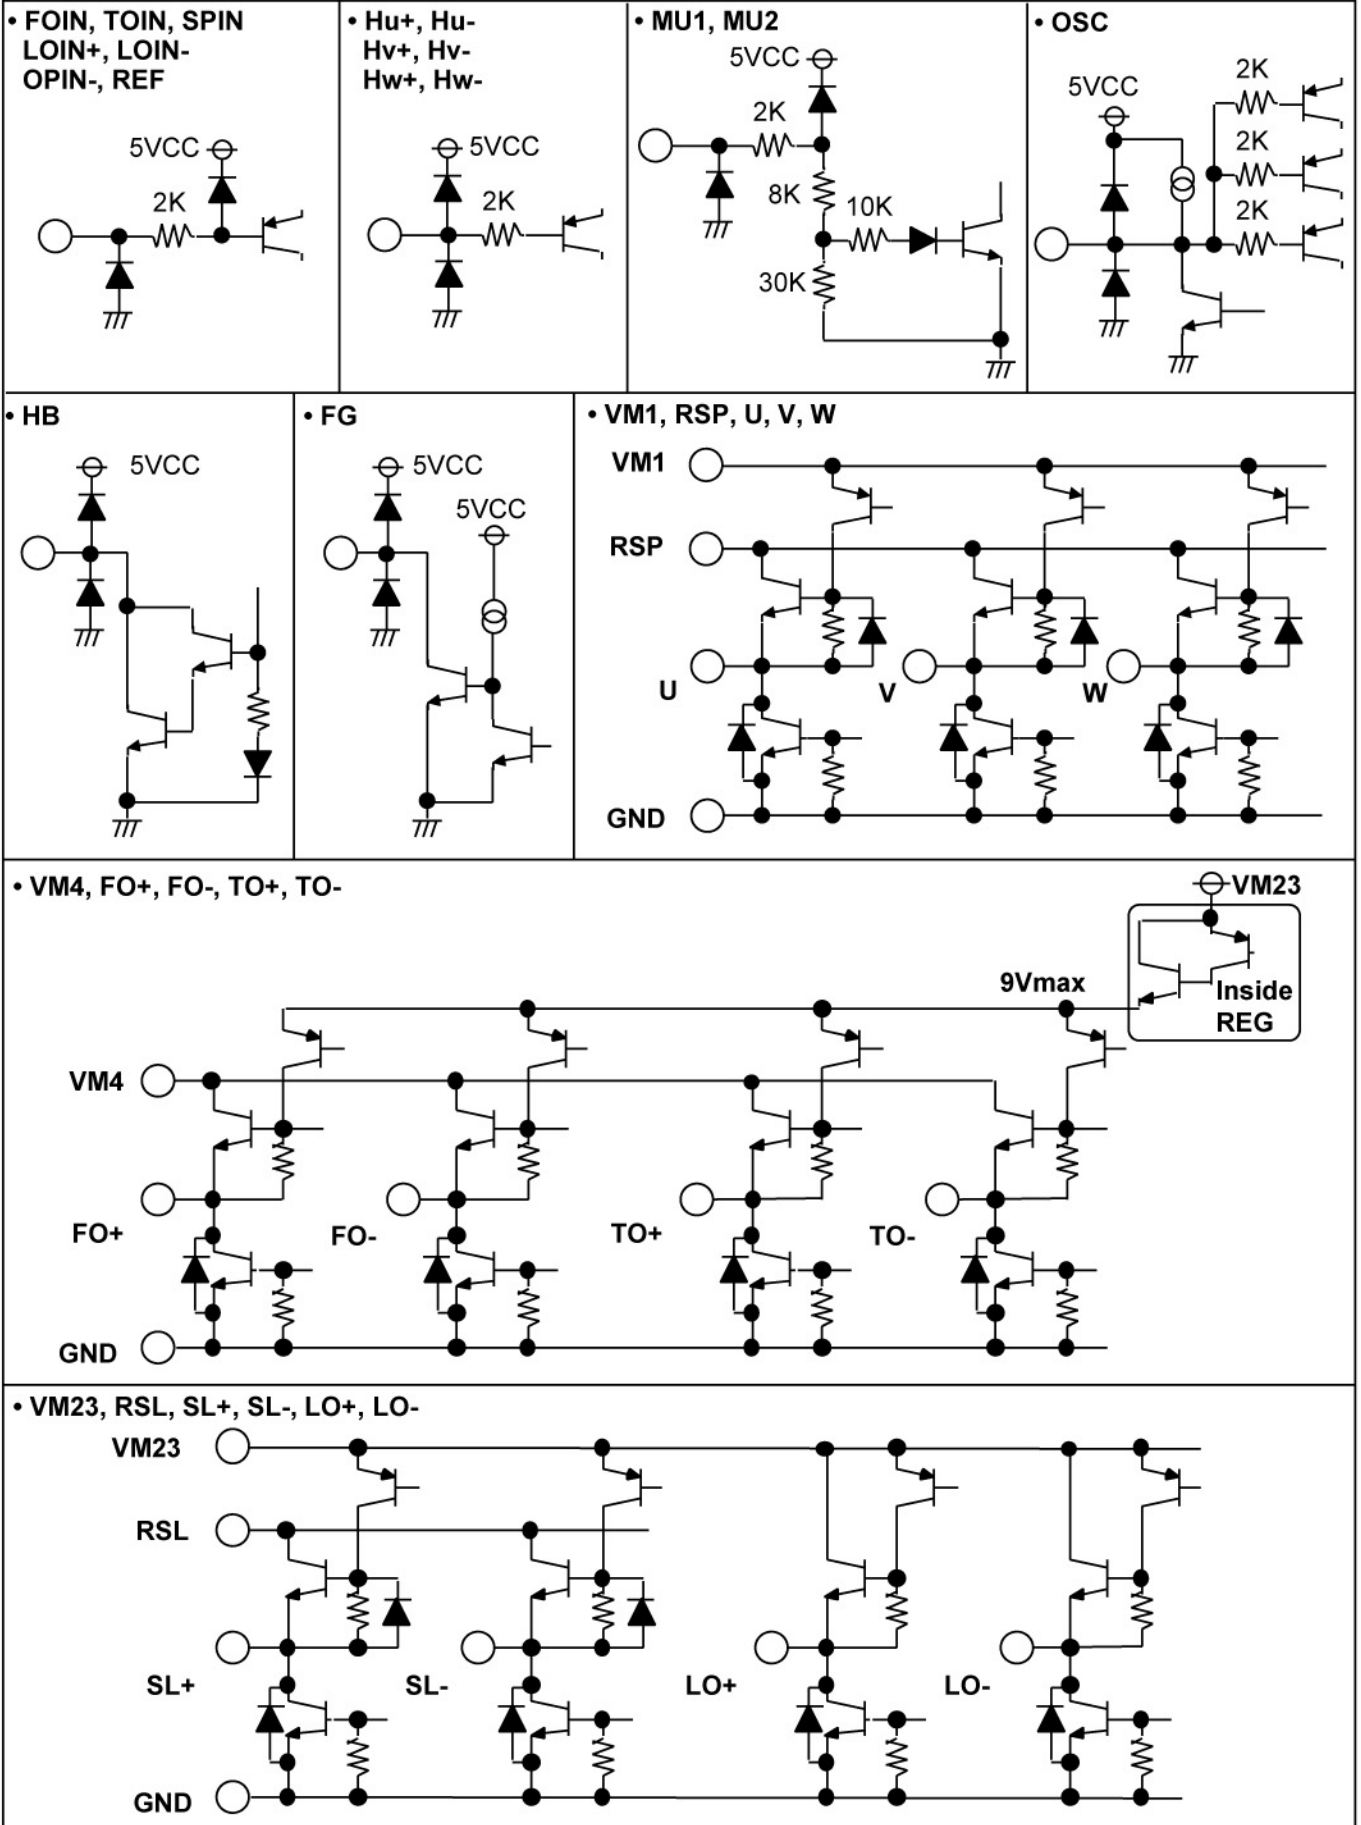 • FOIN, TOIN, SPIN
LOIN+, LOIN-
OPIN-, REF
5VCC
2K
• Hu+, Hu-
Hv+, Hv-
Hw+, Hw-
5VCC
2K
• MU1, MU2
5VCC
2K
8K
10K
30K
• OSC
5VCC
2K
2K
2K
• HB
5VCC
• FG
5VCC
5VCC
• VM1, RSP, U, V, W
VM1
RSP
U
V
W
GND
• VM4, FO+, FO-, TO+, TO-
VM23
9Vmax
Inside
REG
VM4
FO+
FO-
TO+
TO-
GND
• VM23, RSL, SL+, SL-, LO+, LO-
VM23
RSL
SL+
SL-
LO+
LO-
GND